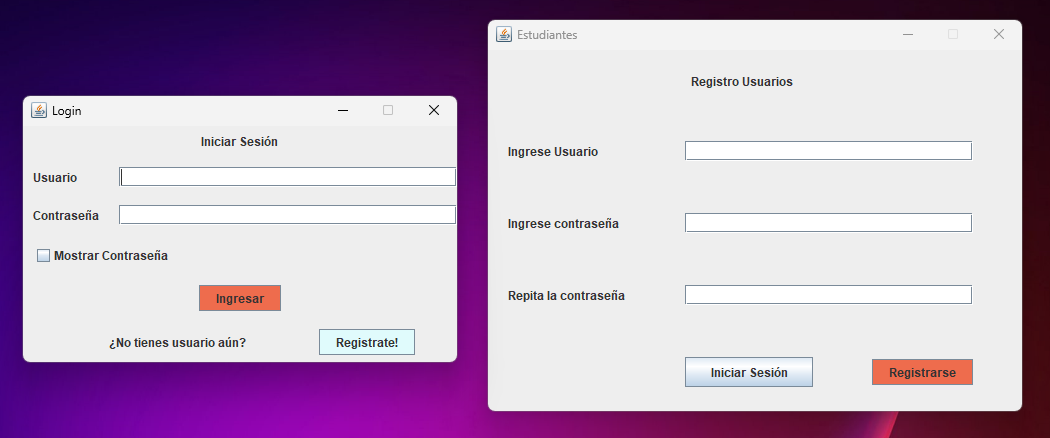 Login
Iniciar Sesión
Usuario
Contraseña
Mostrar Contraseña
Ingresar
¿No tienes usuario aún?
Registrate!
Estudiantes
Registro Usuarios
Ingrese Usuario
Ingrese contraseña
Repita la contraseña
Iniciar Sesión
Registrarse